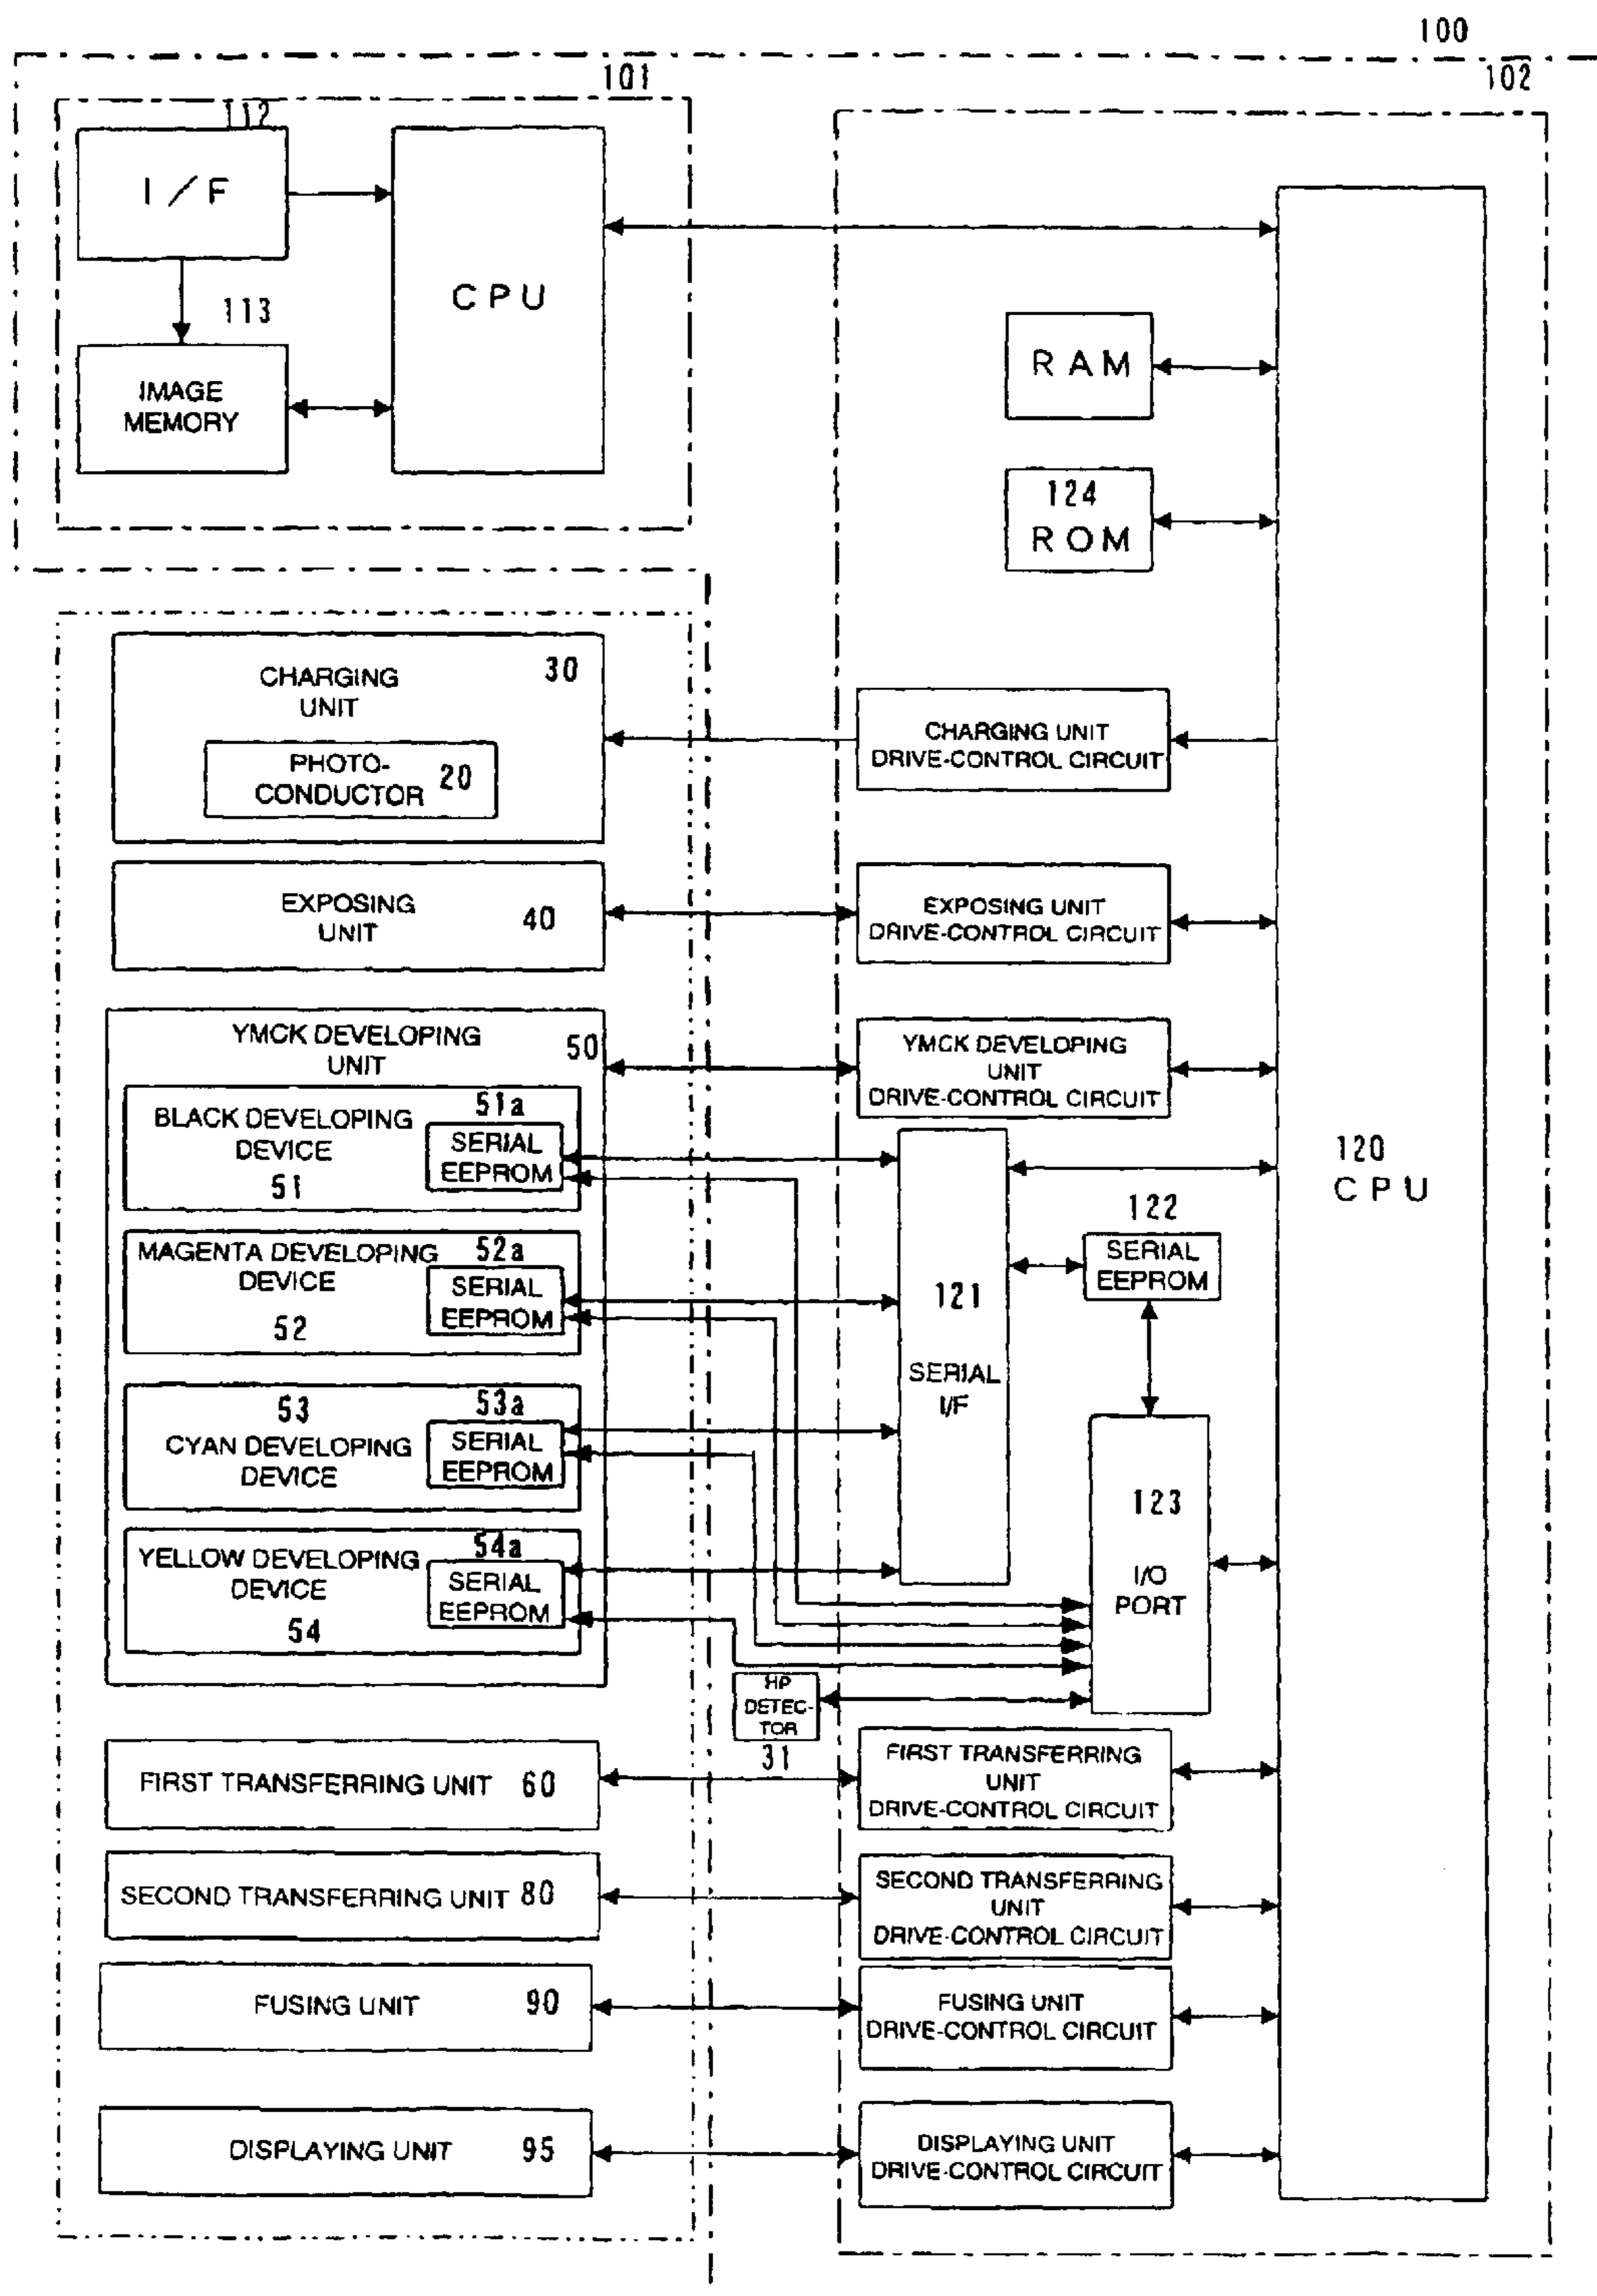 100
101
102
112
I/F
CPU
113
IMAGE
MEMORY
RAM
124
ROM
CHARGING
UNIT
30
PHOTO-
CONDUCTOR
20
CHARGING UNIT
DRIVE-CONTROL CIRCUIT
EXPOSING
UNIT
40
EXPOSING UNIT
DRIVE-CONTROL CIRCUIT
YMCK DEVELOPING
UNIT
50
YMCK DEVELOPING
UNIT
DRIVE-CONTROL CIRCUIT
BLACK DEVELOPING
DEVICE
51
51a
SERIAL
EEPROM
MAGENTA DEVELOPING
DEVICE
52
52a
SERIAL
EEPROM
53
CYAN DEVELOPING
DEVICE
53a
SERIAL
EEPROM
YELLOW DEVELOPING
DEVICE
54
54a
SERIAL
EEPROM
121
SERIAL
I/F
122
SERIAL
EEPROM
120
CPU
123
I/O
PORT
HP
DETEC-
TOR
31
FIRST TRANSFERRING UNIT 60
FIRST TRANSFERRING
UNIT
DRIVE-CONTROL CIRCUIT
SECOND TRANSFERRING UNIT 80
SECOND TRANSFERRING
UNIT
DRIVE-CONTROL CIRCUIT
FUSING UNIT 90
FUSING UNIT
DRIVE-CONTROL CIRCUIT
DISPLAYING UNIT 95
DISPLAYING UNIT
DRIVE-CONTROL CIRCUIT